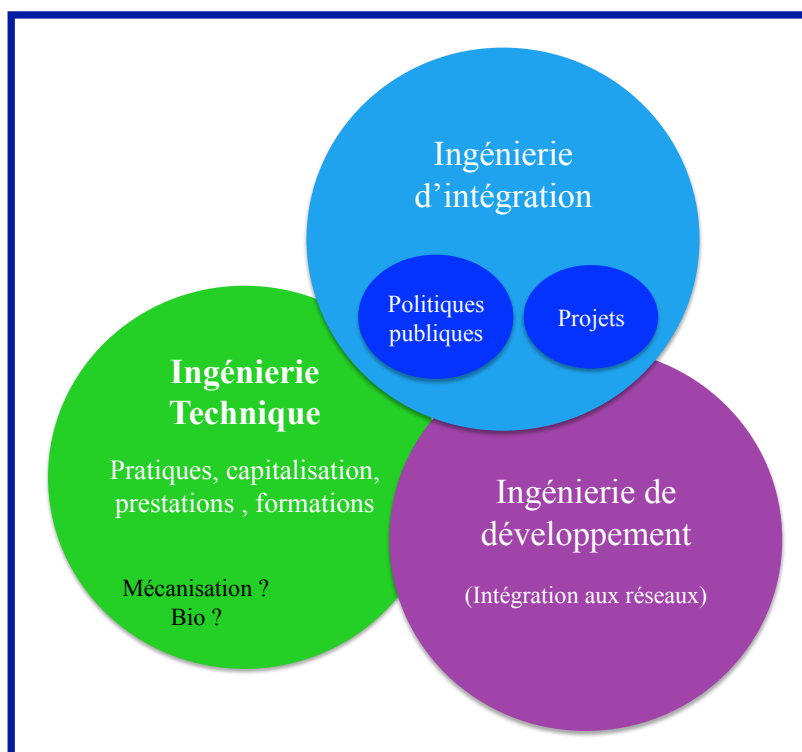 Ingénierie
d’intégration
Politiques
publiques
Projets
Ingénierie
Technique
Pratiques, capitalisation,
prestations , formations
Mécanisation ?
Bio ?
Ingénierie de
développement
(Intégration aux réseaux)